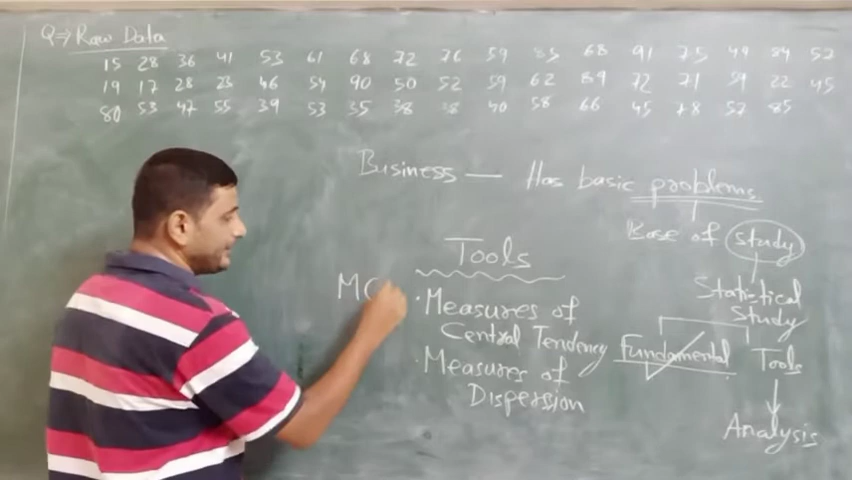 Q⇒ Raw Data
15 28 36 41 53 61 68 72 76 59 85 68 91 75 49 84 52
19 17 28 23 46 54 90 50 52 59 62 89 72 71 59 22 45
80 53 47 55 39 53 35 38 38 40 58 66 45 78 52 85
Business — Has basic problems
Base of study
Statistical
Study
Fundamental Tools
Analysis
Tools
MC
· Measures of
Central Tendency
· Measures of
Dispersion